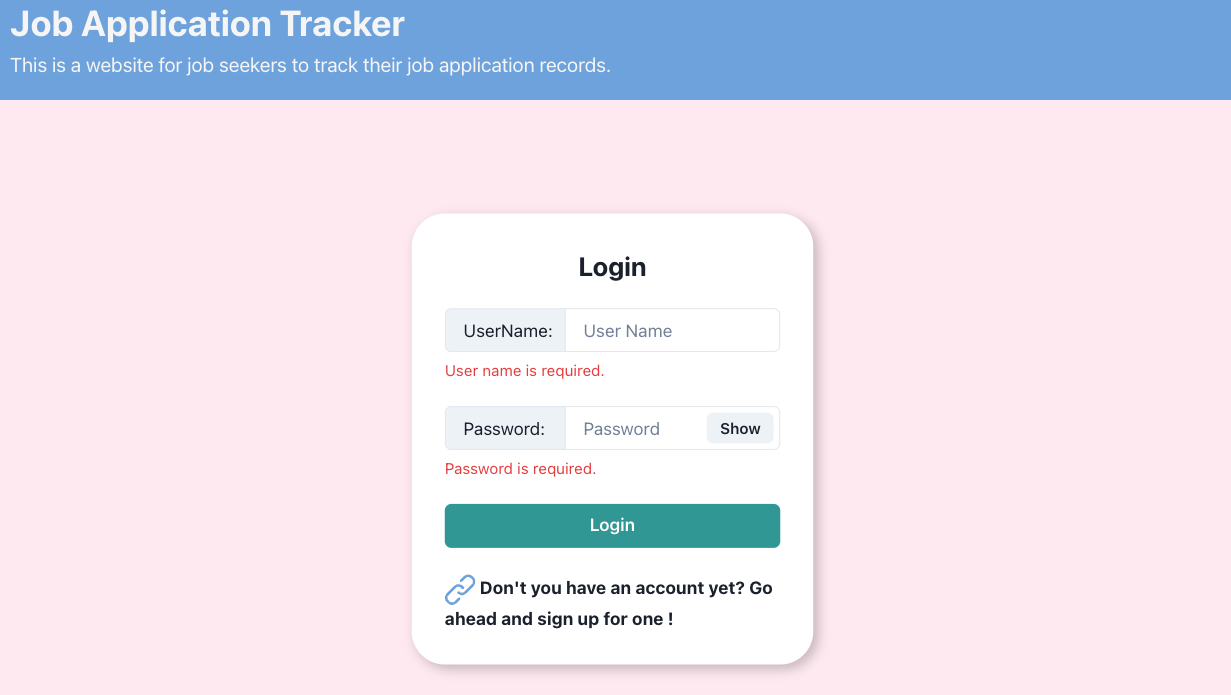 Job Application Tracker
This is a website for job seekers to track their job application records.
Login
UserName: User Name
User name is required.
Password: Password Show
Password is required.
Login
Don't you have an account yet? Go
ahead and sign up for one !